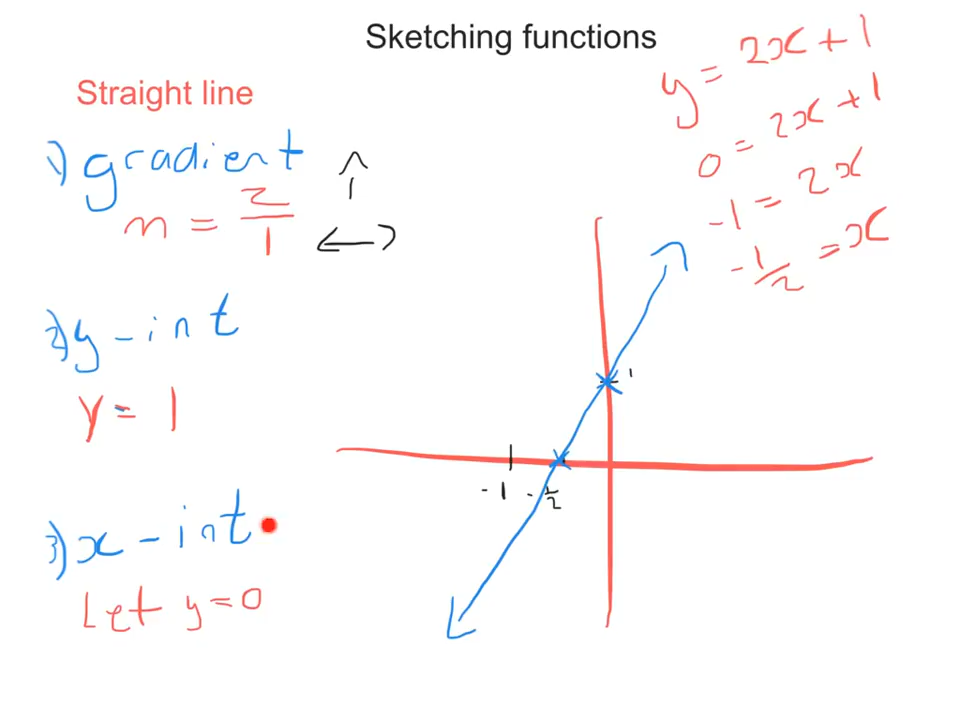 Sketching functions
Straight line
1) gradient
m = 2/1
2) y - int
y = 1
3) x - int
Let y = 0
y = 2x + 1
0 = 2x + 1
-1 = 2x
-1/2 = x
1
-1 -1/2